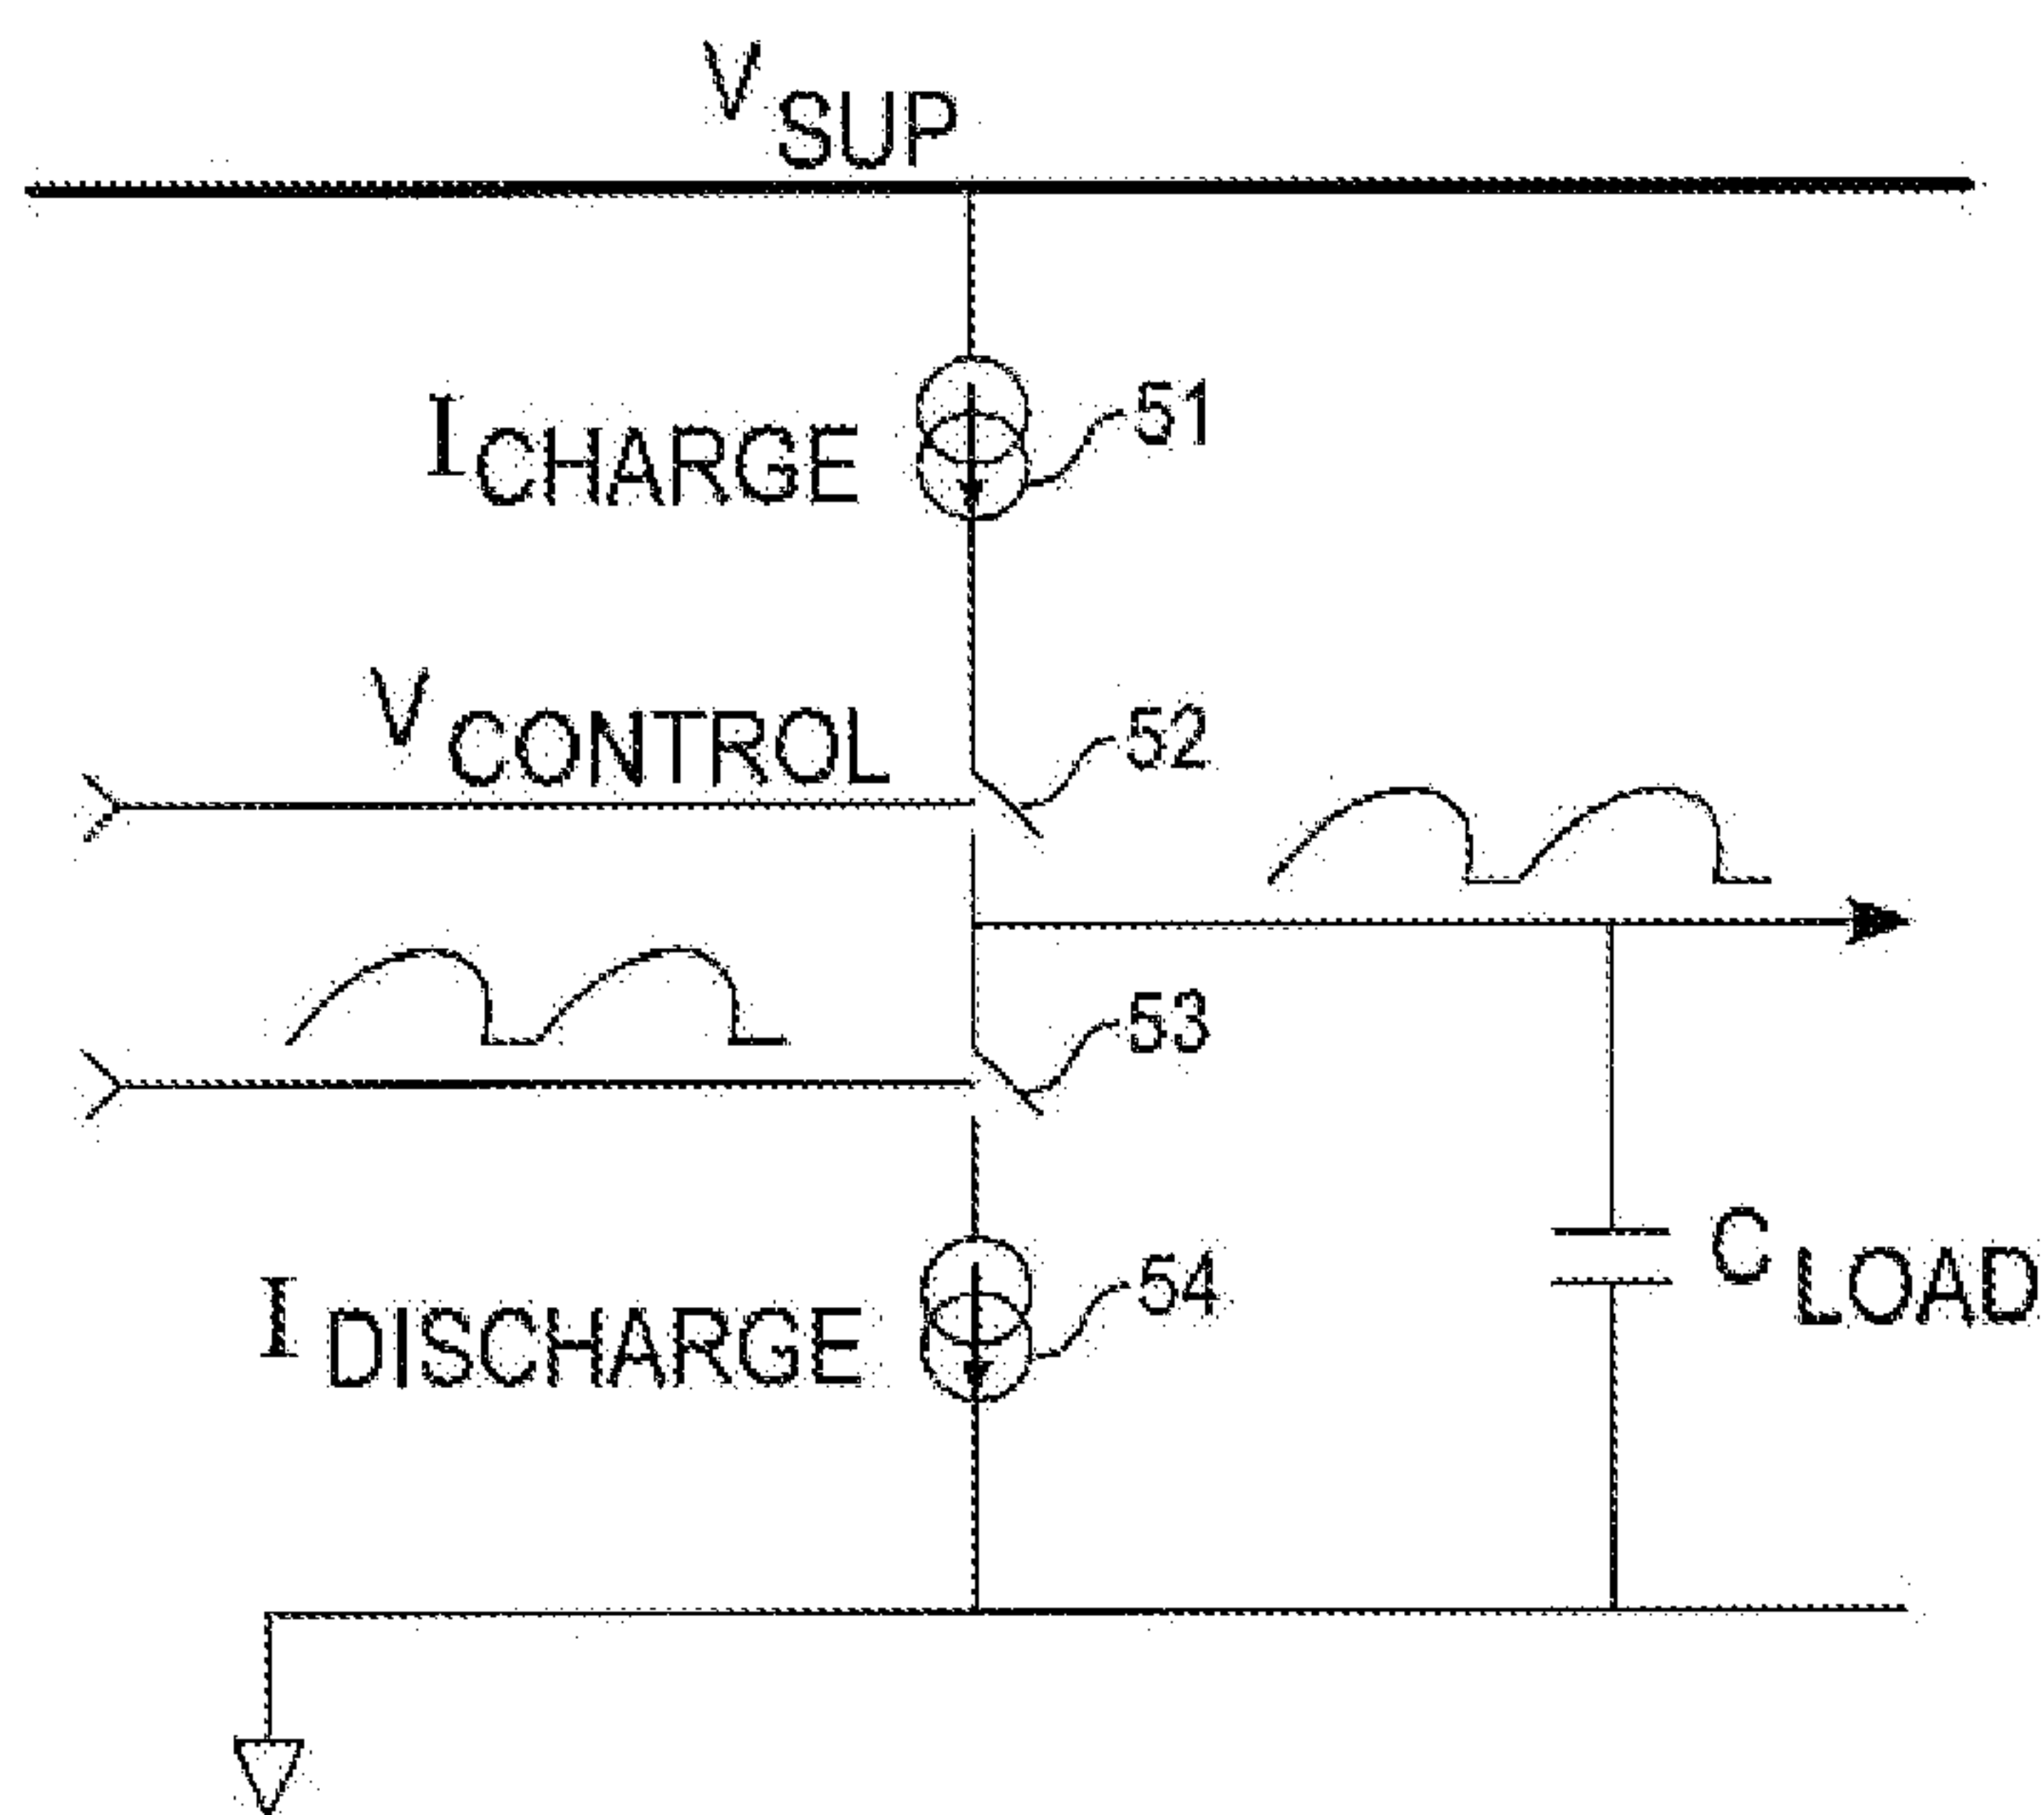 VSUP
ICHARGE
51
VCONTROL
52
53
IDISCHARGE
54
CLOAD